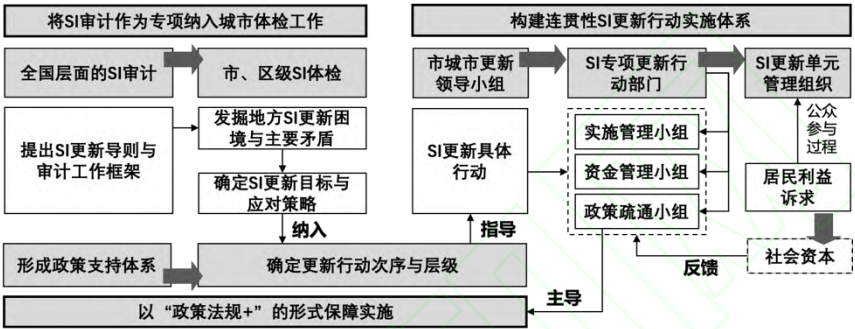 将SI审计作为专项纳入城市体检工作
构建连贯性SI更新行动实施体系
全国层面的SI审计
市、区级SI体检
市城市更新
领导小组
SI专项更新行
动部门
SI更新单元
管理组织
提出SI更新导则与
审计工作框架
发掘地方SI更新困
境与主要矛盾
确定SI更新目标与
应对策略
SI更新具体
行动
实施管理小组
资金管理小组
政策疏通小组
公众
参与
过程
居民利益
诉求
纳入
指导
形成政策支持体系
确定更新行动次序与层级
反馈
社会资本
主导
以“政策法规+”的形式保障实施